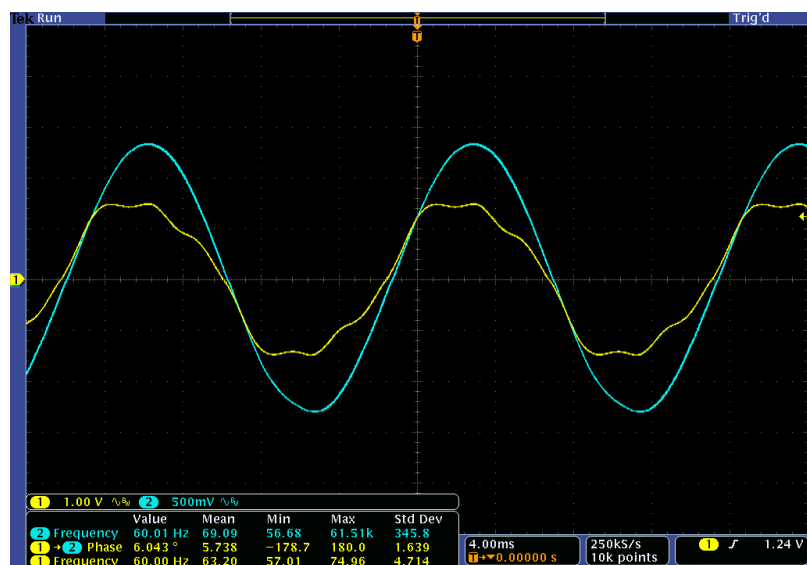 Tek Run Trig'd
T
T
1
1 1.00 V 2 500mV
Value Mean Min Max Std Dev
2 Frequency 60.01 Hz 69.09 56.68 61.51k 345.8
1 → 2 Phase 6.043 ° 5.738 -178.7 180.0 1.639
1 Frequency 60.00 Hz 63.20 57.01 74.96 4.714
4.00ms 250kS/s 1 1.24 V
T→▼0.00000 s 10k points